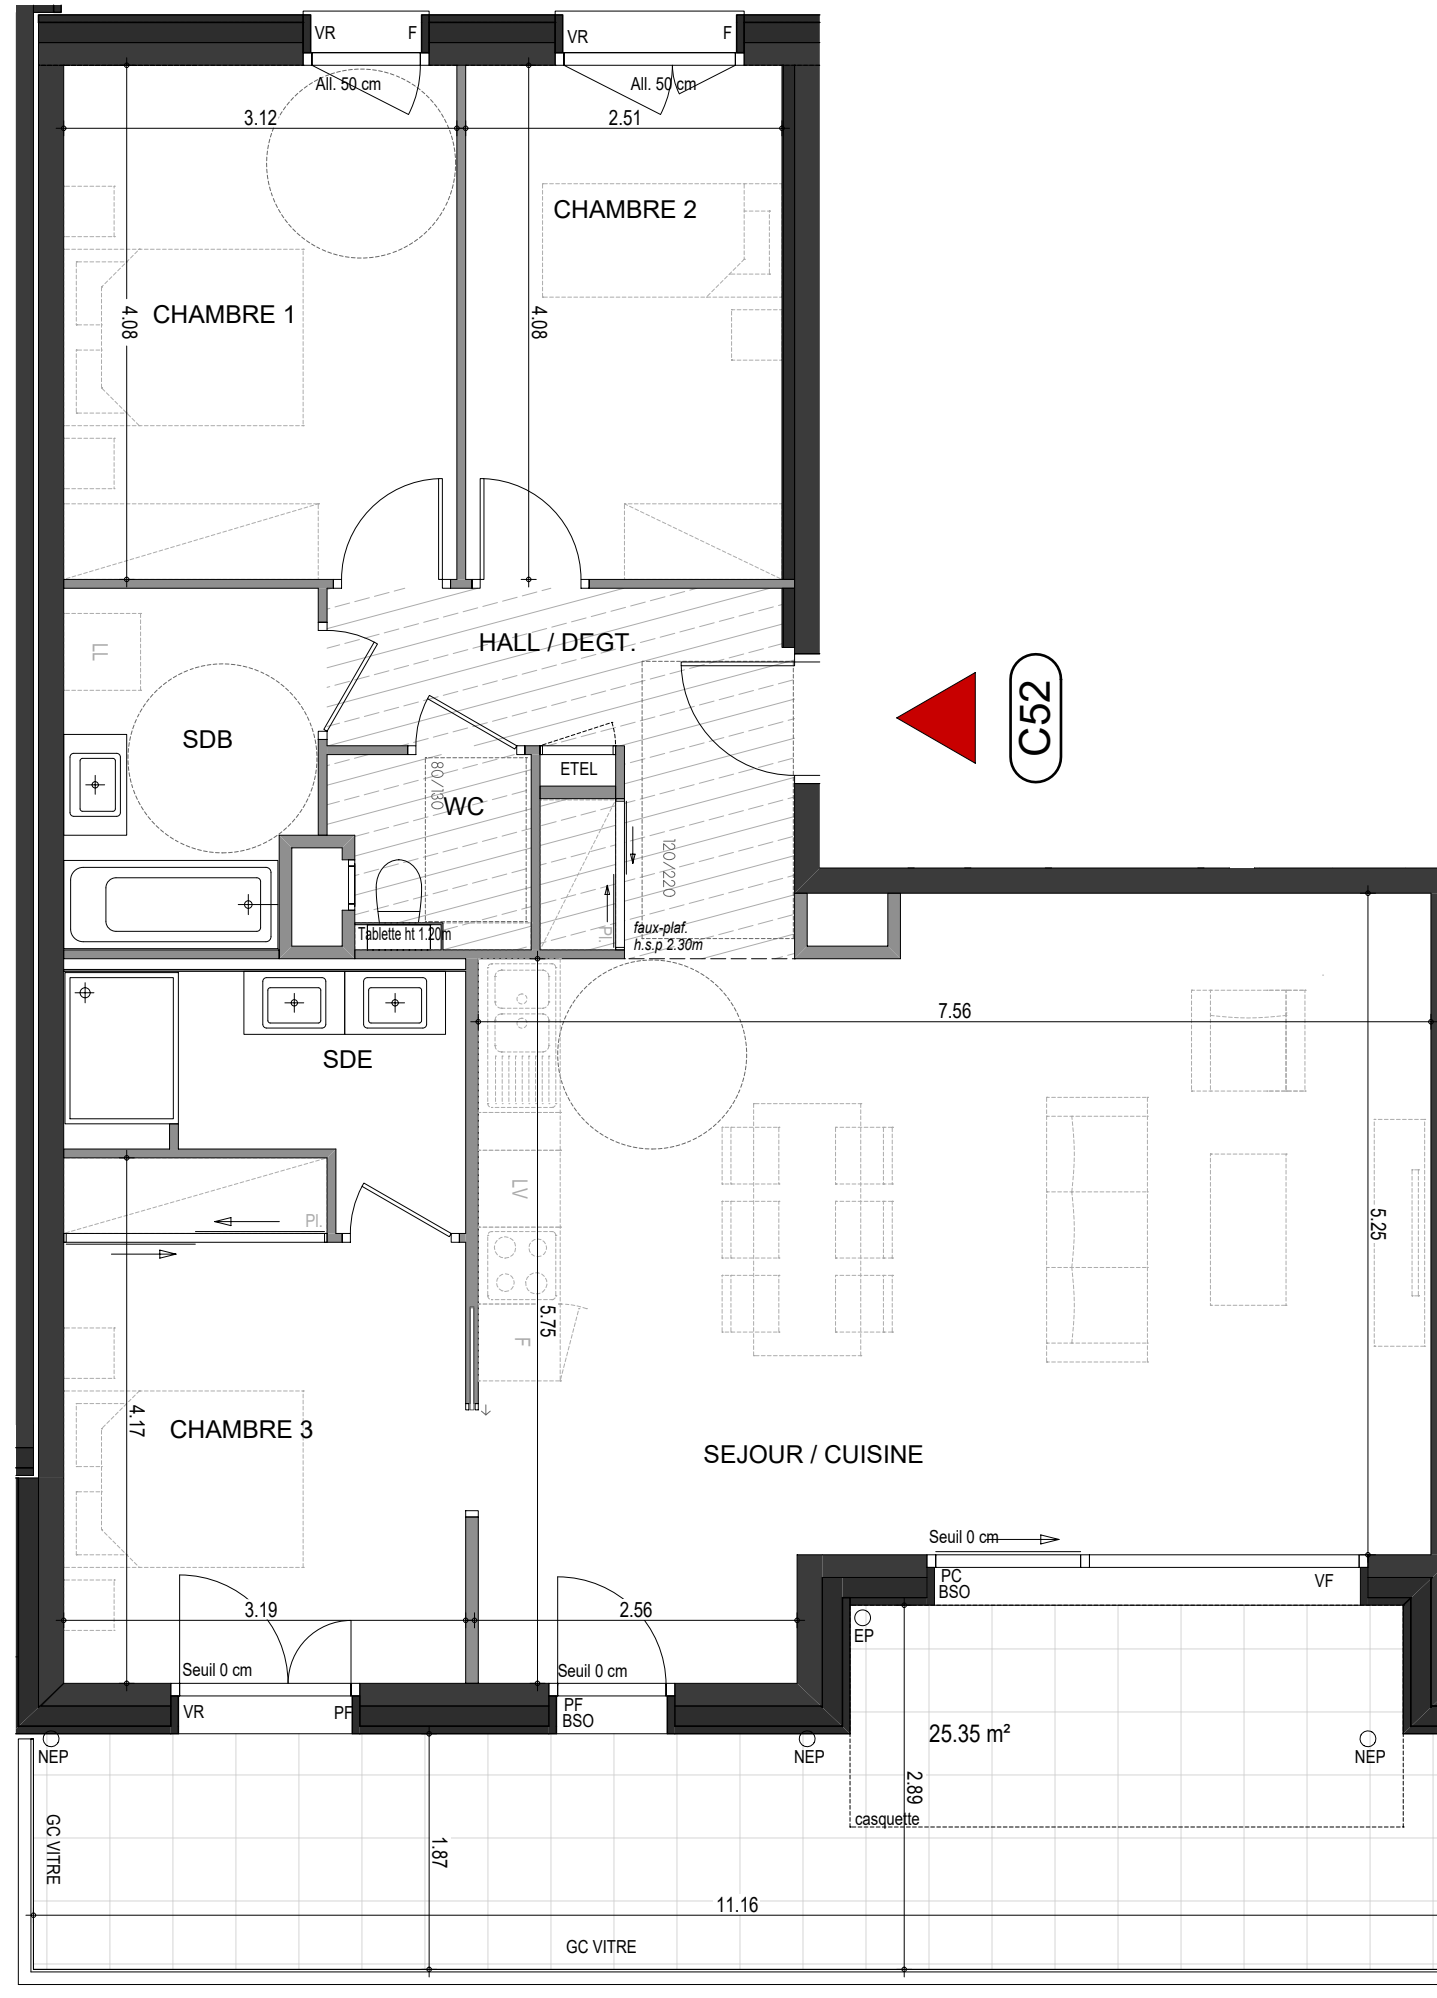 VR
F
VR
F
All. 50 cm
All. 50 cm
3.12
2.51
CHAMBRE 2
CHAMBRE 1
4.08
4.08
HALL / DEGT.
LL
C52
SDB
ETEL
80/130
WC
120/220
Tablette ht 1.20m
Pl.
faux-plaf.
h.s.p 2.30m
7.56
SDE
LV
Pl.
5.25
5.75
F
4.17
CHAMBRE 3
SEJOUR / CUISINE
Seuil 0 cm
PC
BSO
VF
3.19
2.56
EP
Seuil 0 cm
Seuil 0 cm
VR
PF
PF
BSO
25.35 m²
NEP
NEP
NEP
2.89
casquette
GC VITRE
1.87
11.16
GC VITRE